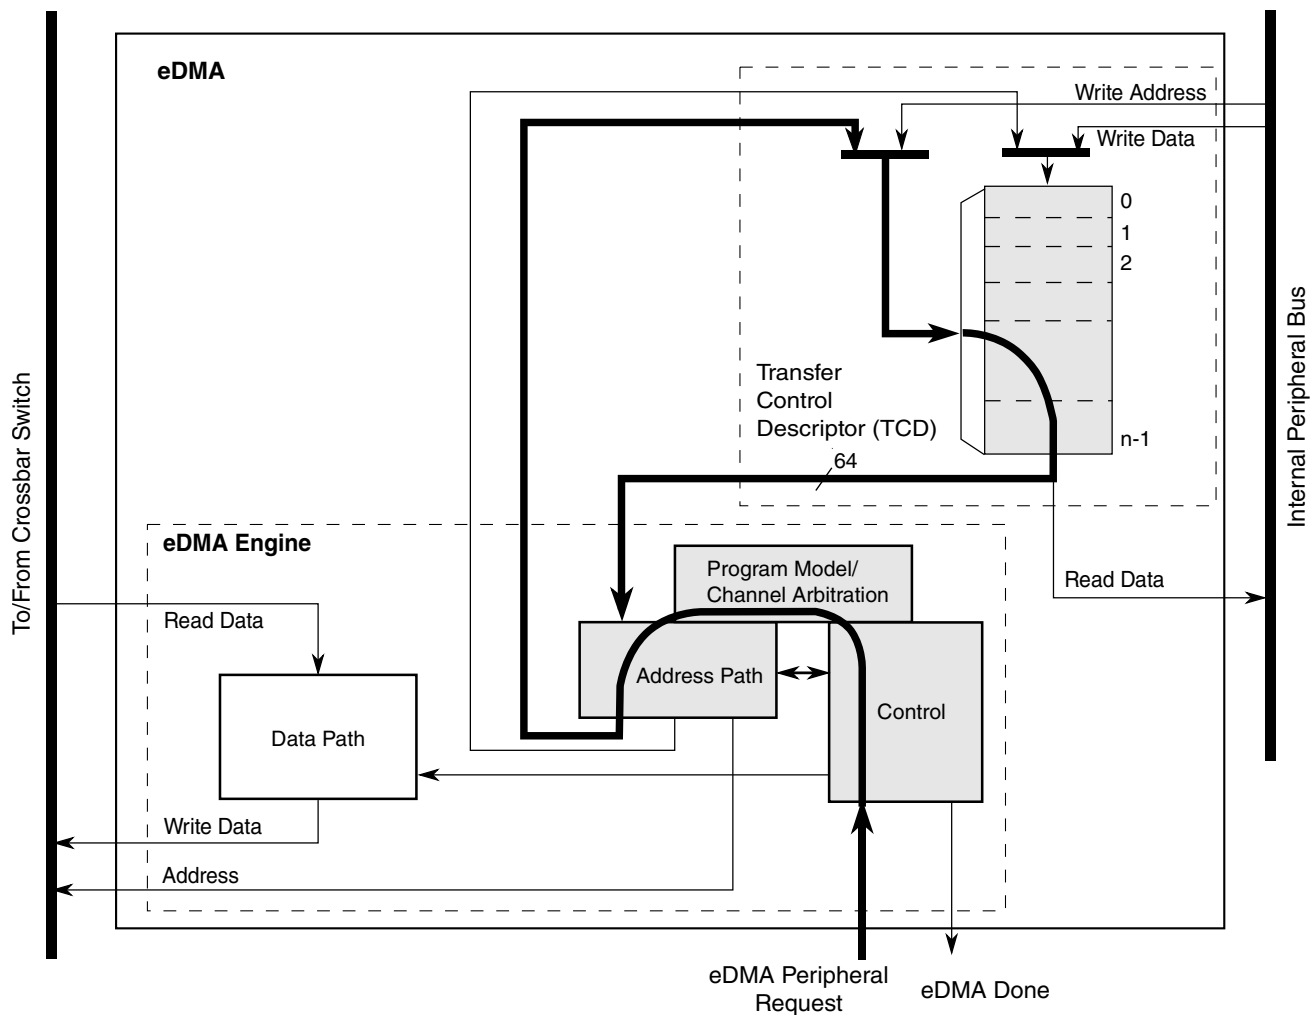 eDMA
Write Address
Write Data
0
1
2
n-1
Transfer
Control
Descriptor (TCD)
64
To/From Crossbar Switch
Internal Peripheral Bus
eDMA Engine
Program Model/
Channel Arbitration
Read Data
Read Data
Address Path
Control
Data Path
Write Data
Address
eDMA Peripheral
Request
eDMA Done